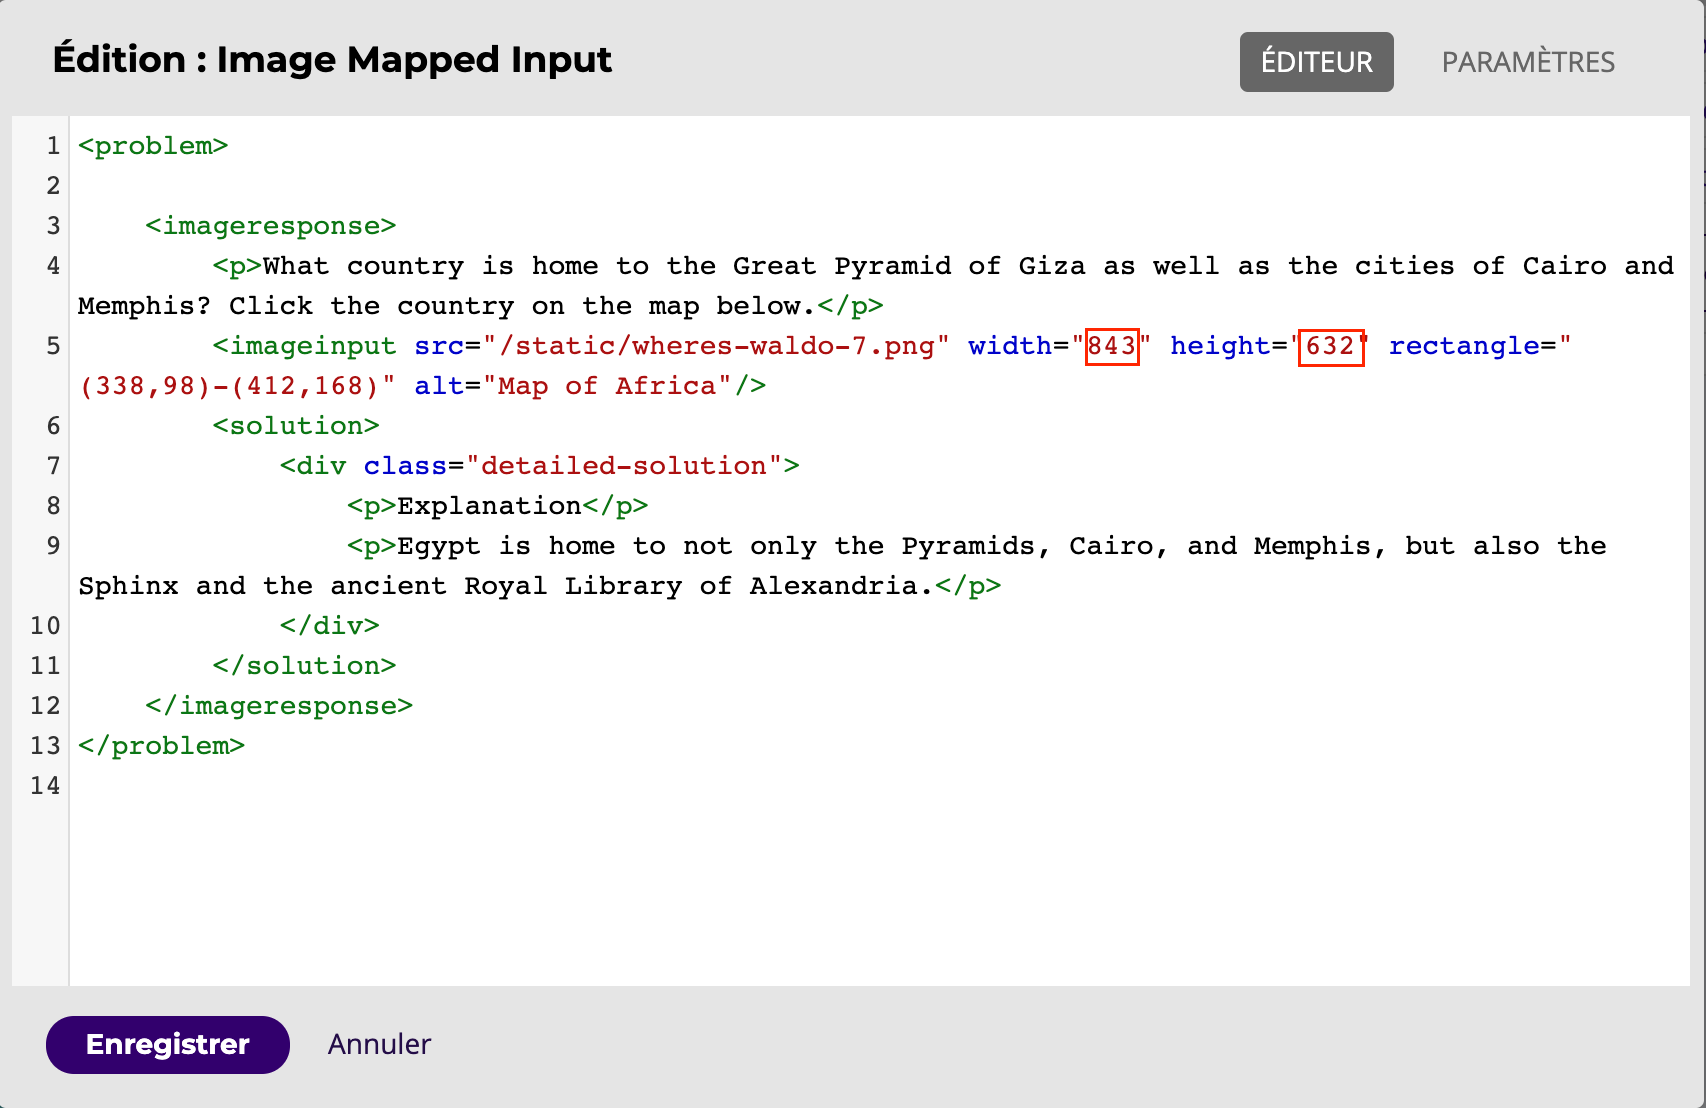 Édition : Image Mapped Input
ÉDITEUR
PARAMÈTRES
1 <problem>
2
3 <imageresponse>
4 <p>What country is home to the Great Pyramid of Giza as well as the cities of Cairo and
Memphis? Click the country on the map below.</p>
5 <imageinput src="/static/wheres-waldo-7.png" width="843" height="632" rectangle="
(338,98)-(412,168)" alt="Map of Africa"/>
6 <solution>
7 <div class="detailed-solution">
8 <p>Explanation</p>
9 <p>Egypt is home to not only the Pyramids, Cairo, and Memphis, but also the
Sphinx and the ancient Royal Library of Alexandria.</p>
10 </div>
11 </solution>
12 </imageresponse>
13 </problem>
14
Enregistrer
Annuler